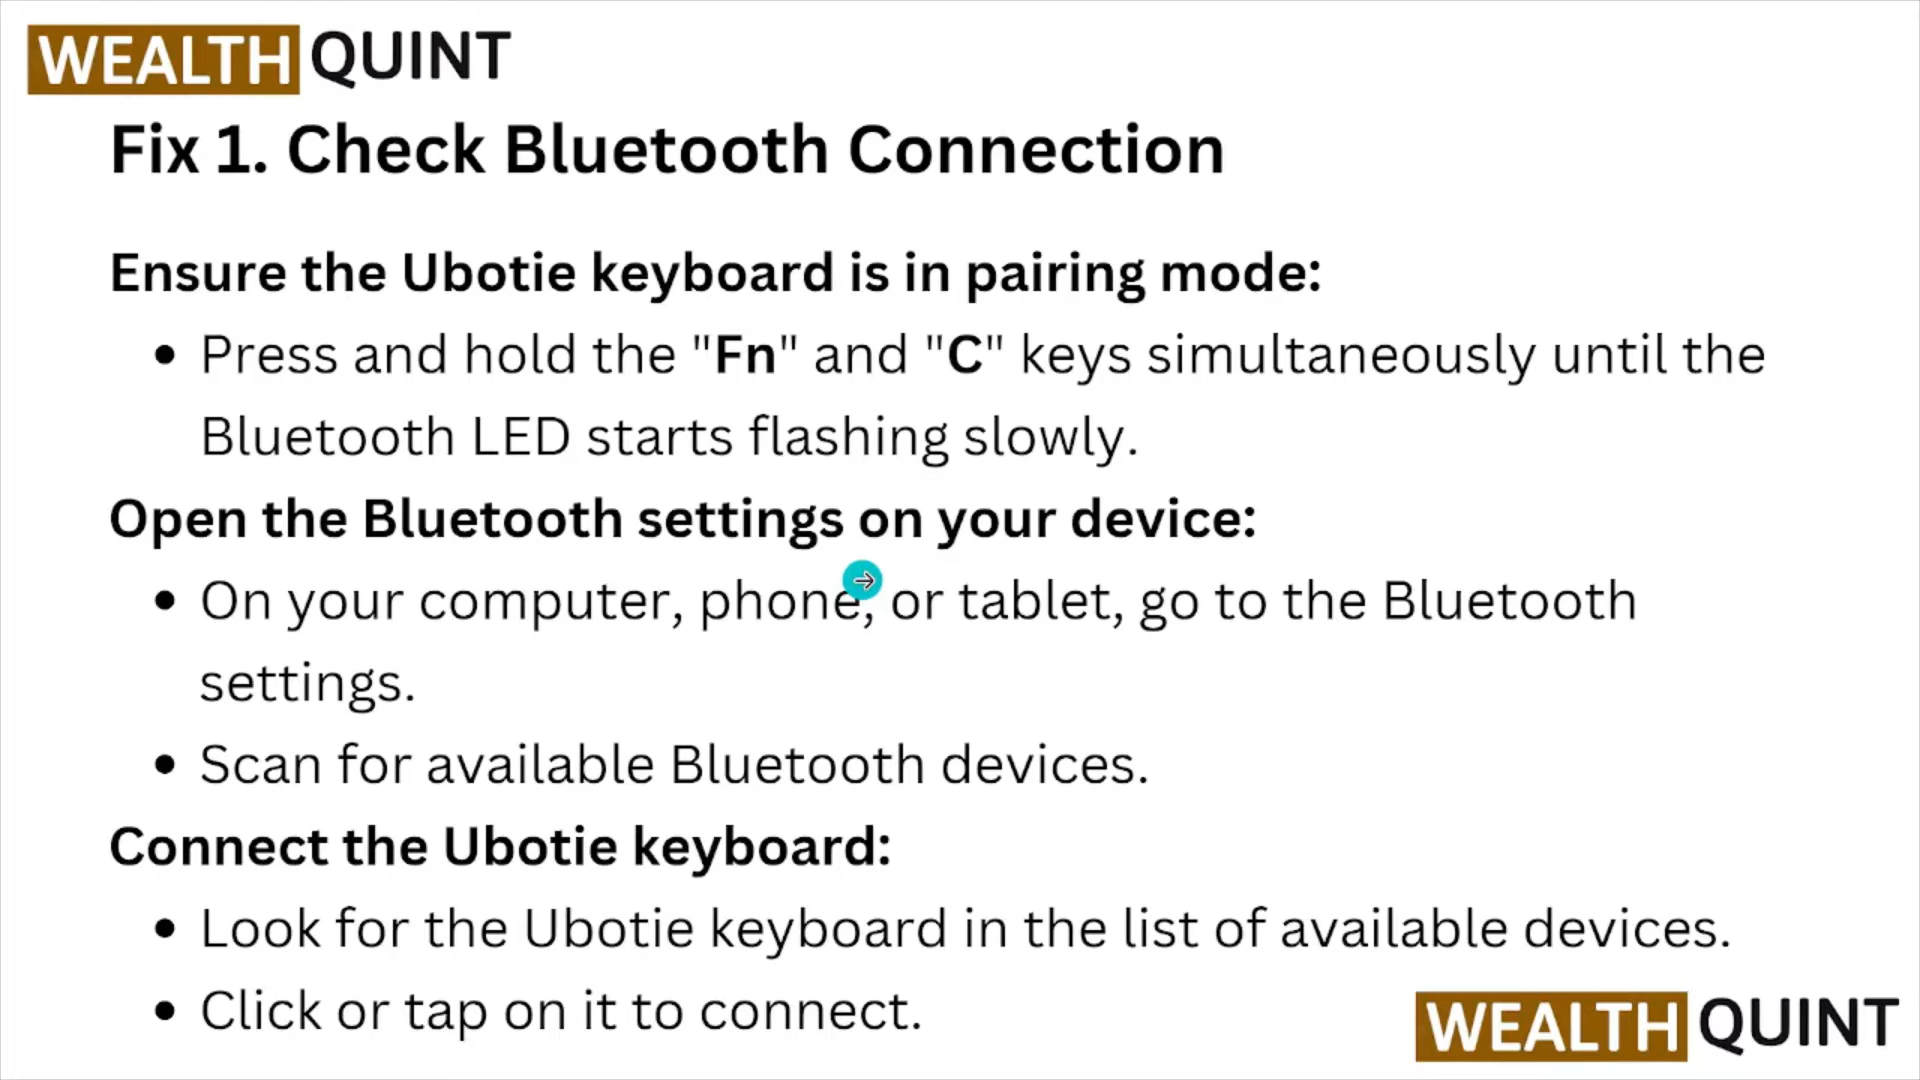 WEALTH QUINT
Fix 1. Check Bluetooth Connection
Ensure the Ubotie keyboard is in pairing mode:
• Press and hold the "Fn" and "C" keys simultaneously until the
Bluetooth LED starts flashing slowly.
Open the Bluetooth settings on your device:
• On your computer, phone, or tablet, go to the Bluetooth
settings.
• Scan for available Bluetooth devices.
Connect the Ubotie keyboard:
• Look for the Ubotie keyboard in the list of available devices.
• Click or tap on it to connect.
WEALTH QUINT